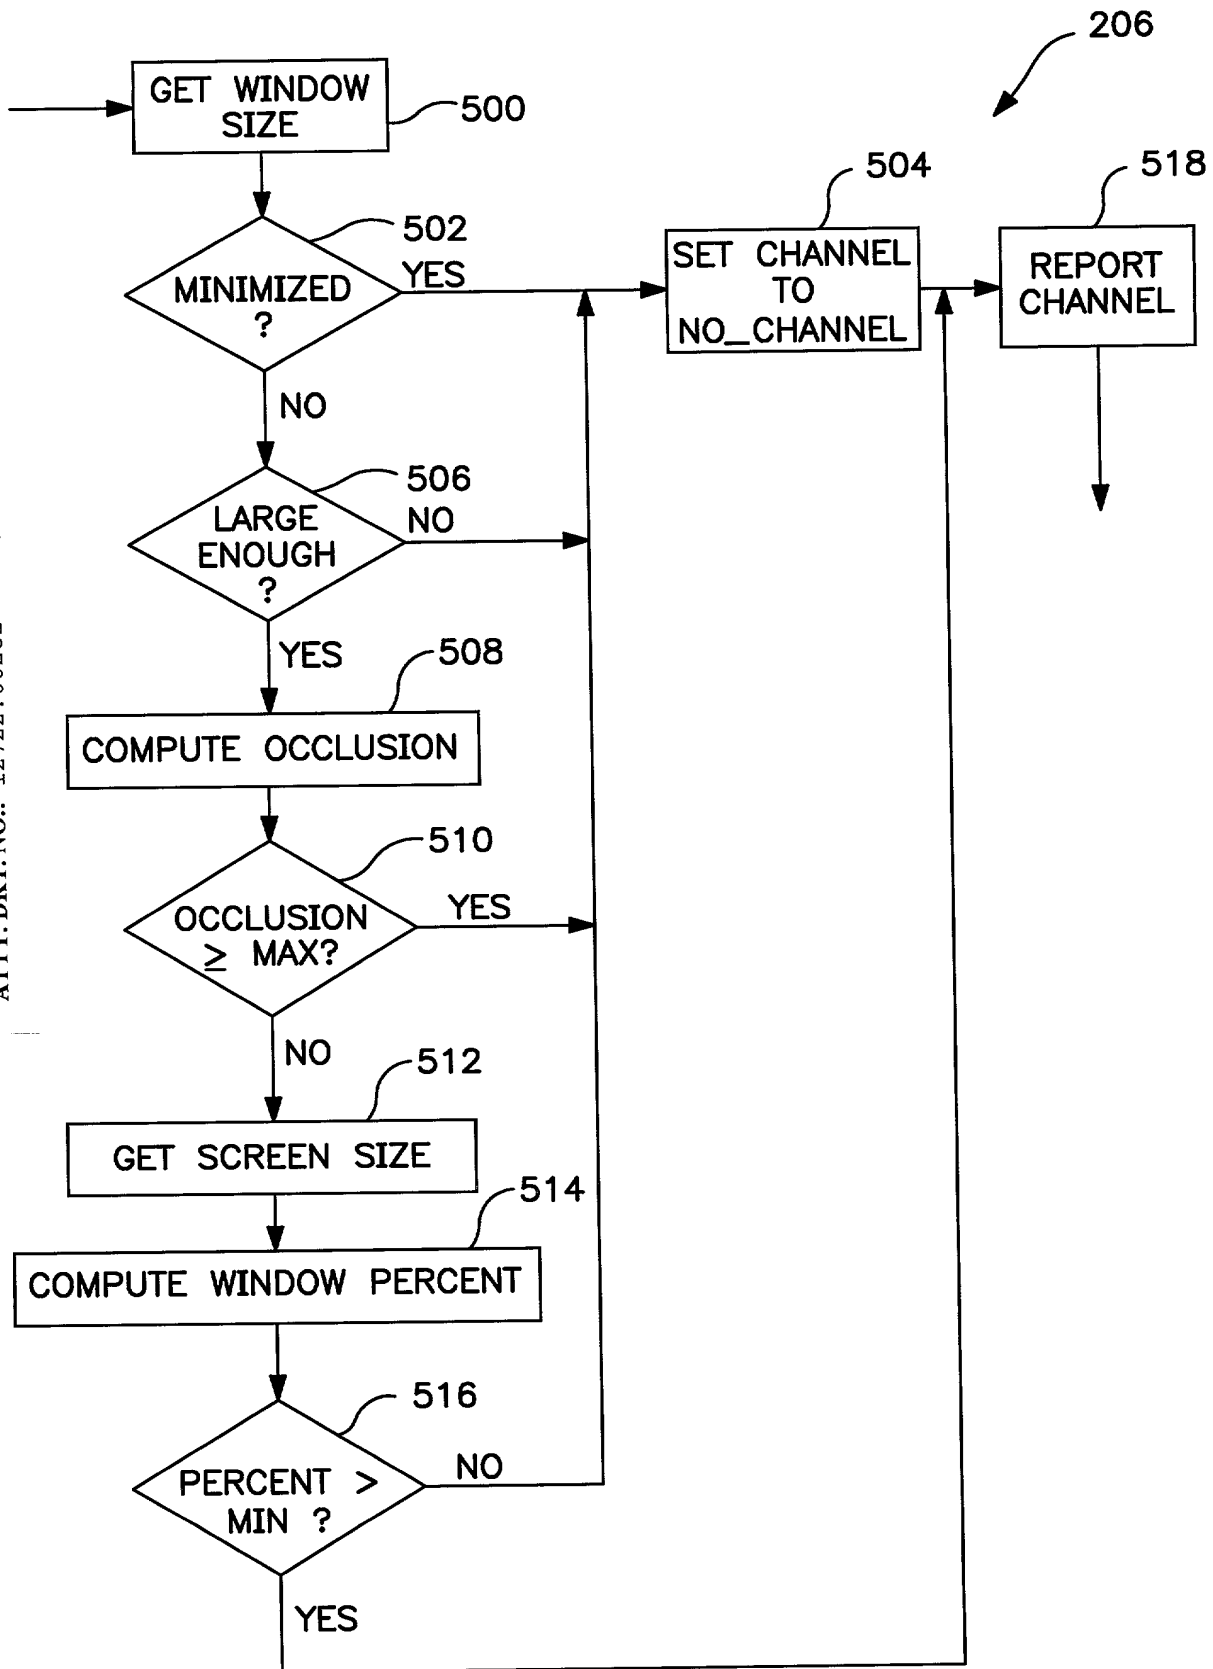 206
GET WINDOW
SIZE
500
502
MINIMIZED
?
YES
NO
504
SET CHANNEL
TO
NO_CHANNEL
518
REPORT
CHANNEL
506
LARGE
ENOUGH
?
NO
YES
508
COMPUTE OCCLUSION
510
OCCLUSION
≥ MAX?
YES
NO
512
GET SCREEN SIZE
514
COMPUTE WINDOW PERCENT
516
PERCENT >
MIN ?
NO
YES